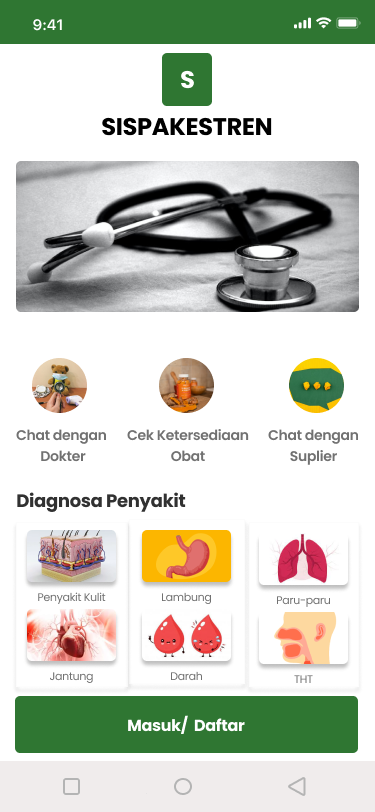 9:41
S
SISPAKESTREN
Chat dengan
Dokter
Cek Ketersediaan
Obat
Chat dengan
Suplier
Diagnosa Penyakit
Penyakit Kulit
Lambung
Paru-paru
Jantung
Darah
THT
Masuk/ Daftar